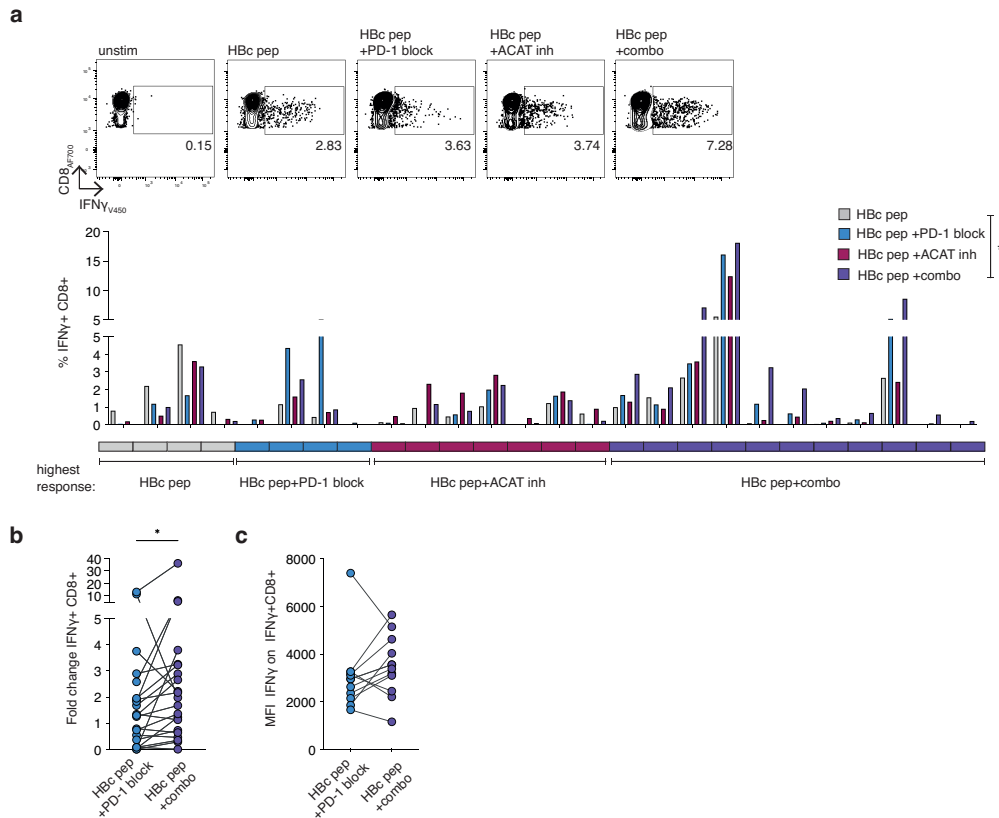 a
unstim
HBc pep
HBc pep
+PD-1 block
HBc pep
+ACAT inh
HBc pep
+combo
0.15
2.83
3.63
3.74
7.28
CD8AF700
IFNγV450
HBc pep
HBc pep +PD-1 block
HBc pep +ACAT inh
HBc pep +combo
% IFNγ+ CD8+
20
15
10
5
5
4
3
2
1
0
highest
response:
HBc pep
HBc pep+PD-1 block
HBc pep+ACAT inh
HBc pep+combo
b
*
Fold change IFNγ+ CD8+
40
30
20
10
5
4
3
2
1
0
HBc pep
+PD-1 block
HBc pep
+combo
c
MFI IFNγ on IFNγ+CD8+
8000
6000
4000
2000
0
HBc pep
+PD-1 block
HBc pep
+combo